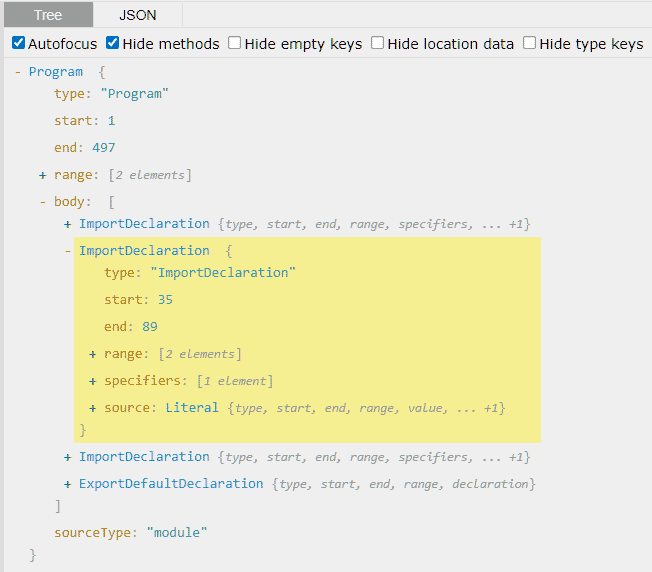 Tree JSON
Autofocus Hide methods Hide empty keys Hide location data Hide type keys
- Program {
type: "Program"
start: 1
end: 497
+ range: [2 elements]
- body: [
+ ImportDeclaration {type, start, end, range, specifiers, ... +1}
- ImportDeclaration {
type: "ImportDeclaration"
start: 35
end: 89
+ range: [2 elements]
+ specifiers: [1 element]
+ source: Literal {type, start, end, range, value, ... +1}
}
+ ImportDeclaration {type, start, end, range, specifiers, ... +1}
+ ExportDefaultDeclaration {type, start, end, range, declaration}
]
sourceType: "module"
}